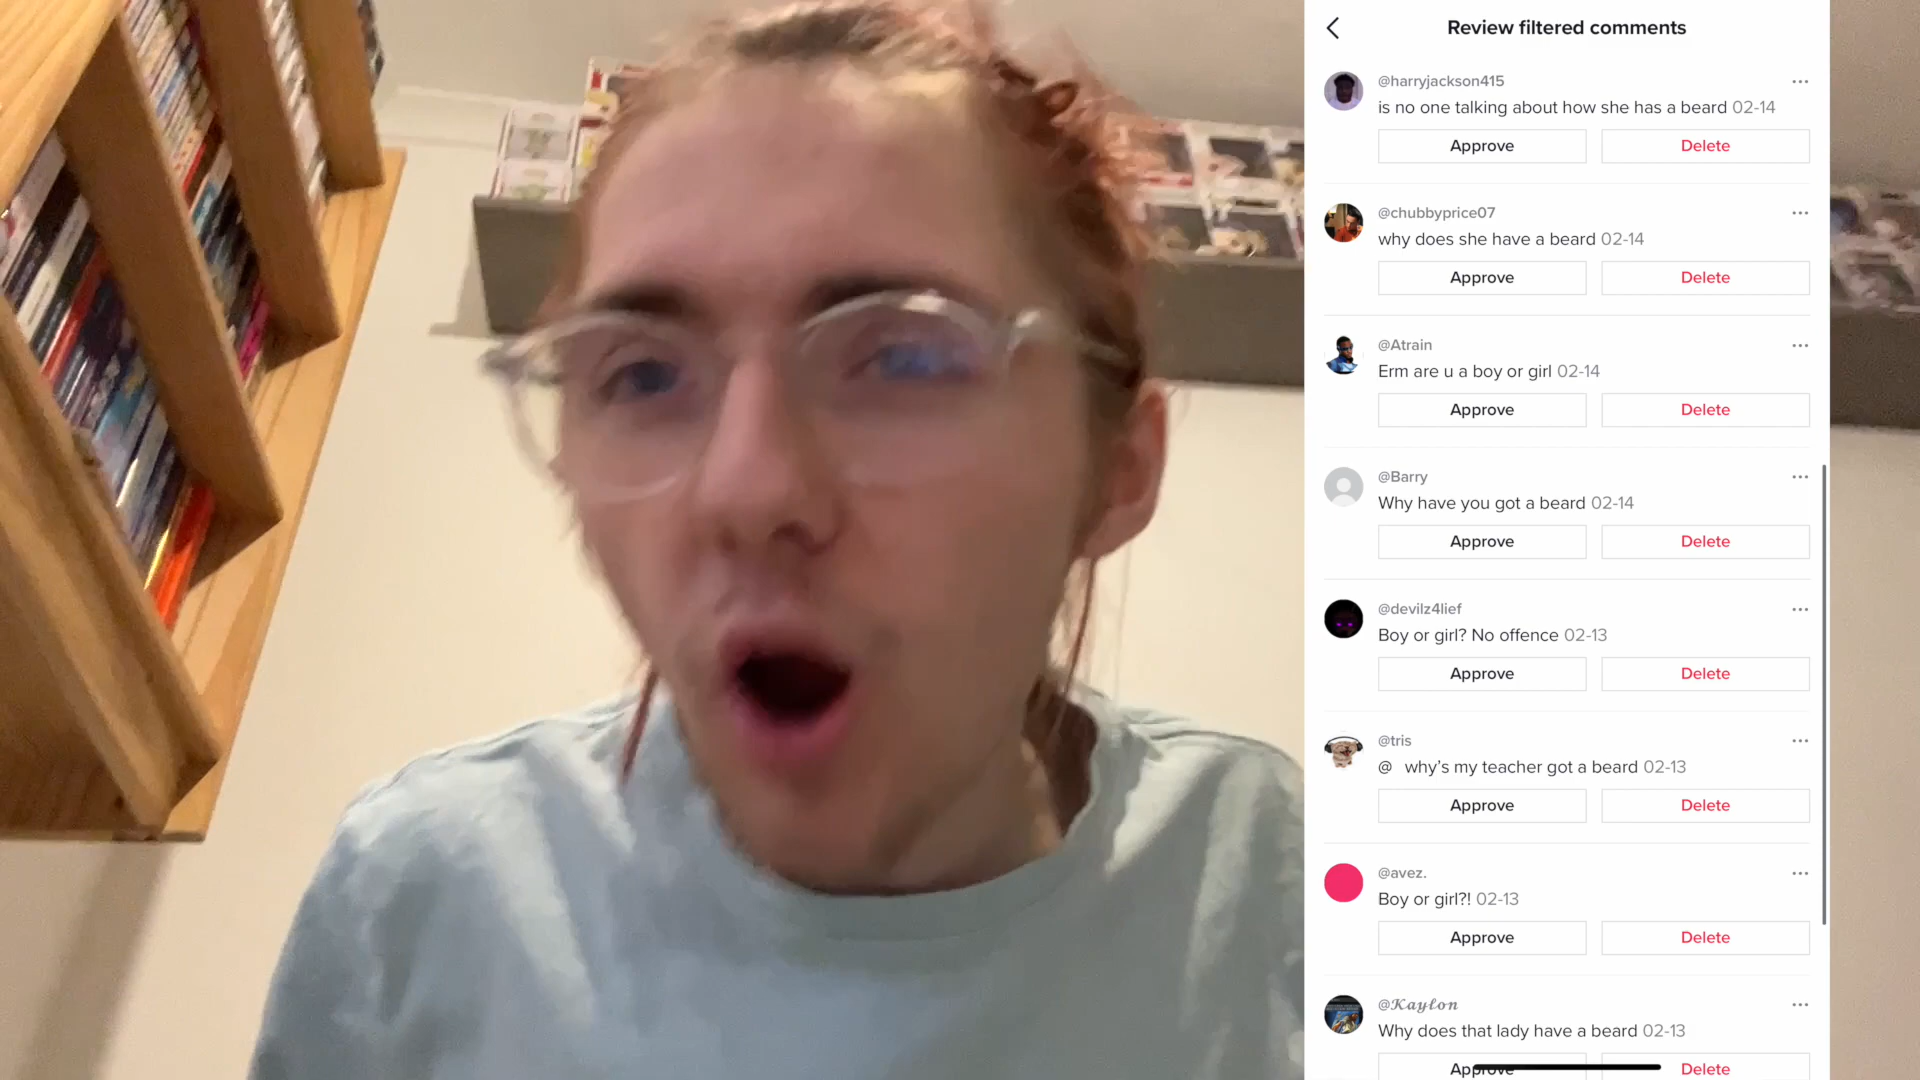 Review filtered comments
@harryjackson415
is no one talking about how she has a beard 02-14
Approve Delete
@chubbyprice07
why does she have a beard 02-14
Approve Delete
@Atrain
Erm are u a boy or girl 02-14
Approve Delete
@Barry
Why have you got a beard 02-14
Approve Delete
@devilz4lief
Boy or girl? No offence 02-13
Approve Delete
@tris
@ why's my teacher got a beard 02-13
Approve Delete
@avez.
Boy or girl?! 02-13
Approve Delete
@𝓚𝓪𝔂𝓵𝓸𝓷
Why does that lady have a beard 02-13
Approve Delete